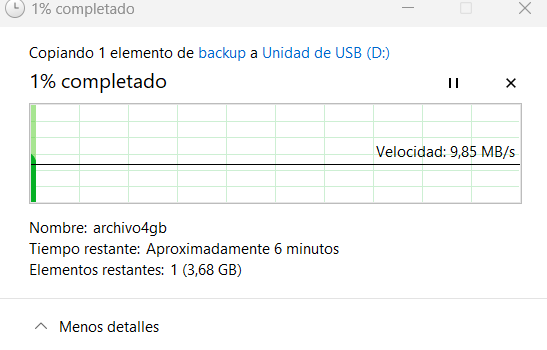 1% completado
Copiando 1 elemento de backup a Unidad de USB (D:)
1% completado
Velocidad: 9,85 MB/s
Nombre: archivo4gb
Tiempo restante: Aproximadamente 6 minutos
Elementos restantes: 1 (3,68 GB)
Menos detalles